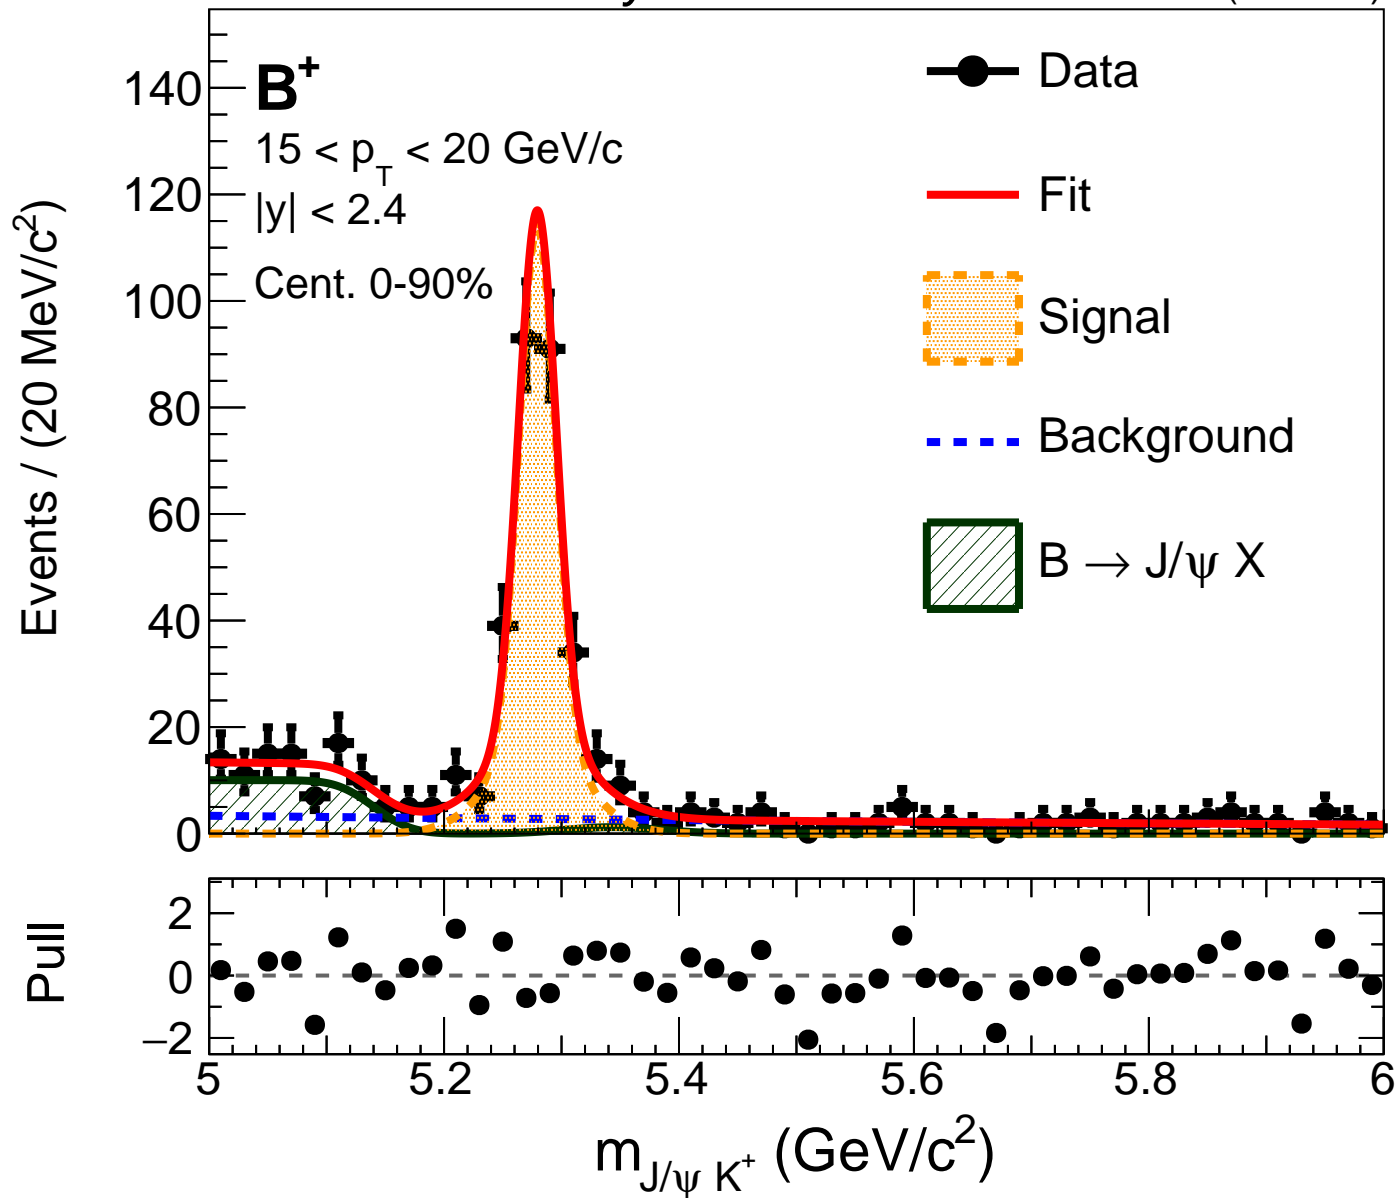 B⁺
15 < p_T < 20 GeV/c
|y| < 2.4
Cent. 0-90%
Data
Fit
Signal
Background
B → J/ψ X
Events / (20 MeV/c²)
140
120
100
80
60
40
20
0
Pull
2
0
−2
5 5.2 5.4 5.6 5.8 6
m_{J/ψ K⁺} (GeV/c²)